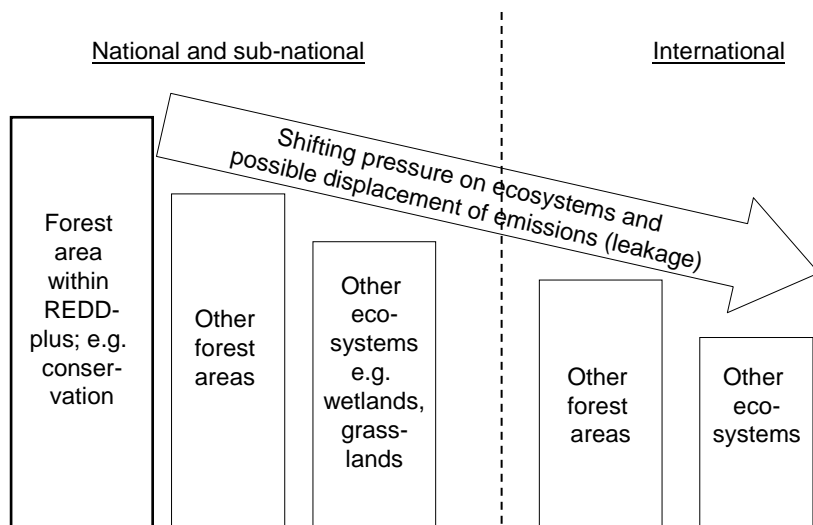 National and sub-national
International
Shifting pressure on ecosystems and
possible displacement of emissions (leakage)
Forest
area
within
REDD-
plus; e.g.
conser-
vation
Other
forest
areas
Other
eco-
systems
e.g.
wetlands,
grass-
lands
Other
forest
areas
Other
eco-
systems